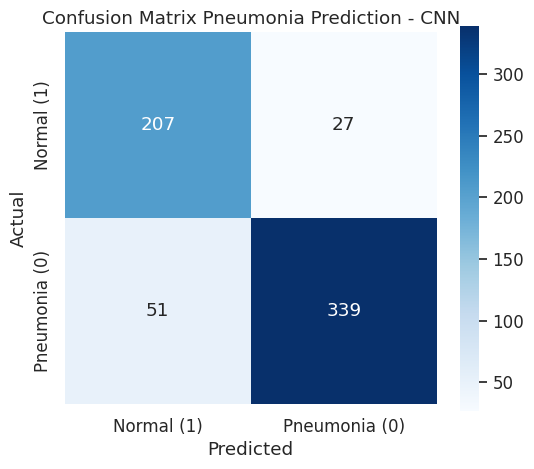 Confusion Matrix Pneumonia Prediction - CNN
Actual
Normal (1)
Pneumonia (0)
207
27
51
339
Normal (1)
Pneumonia (0)
Predicted
300
250
200
150
100
50